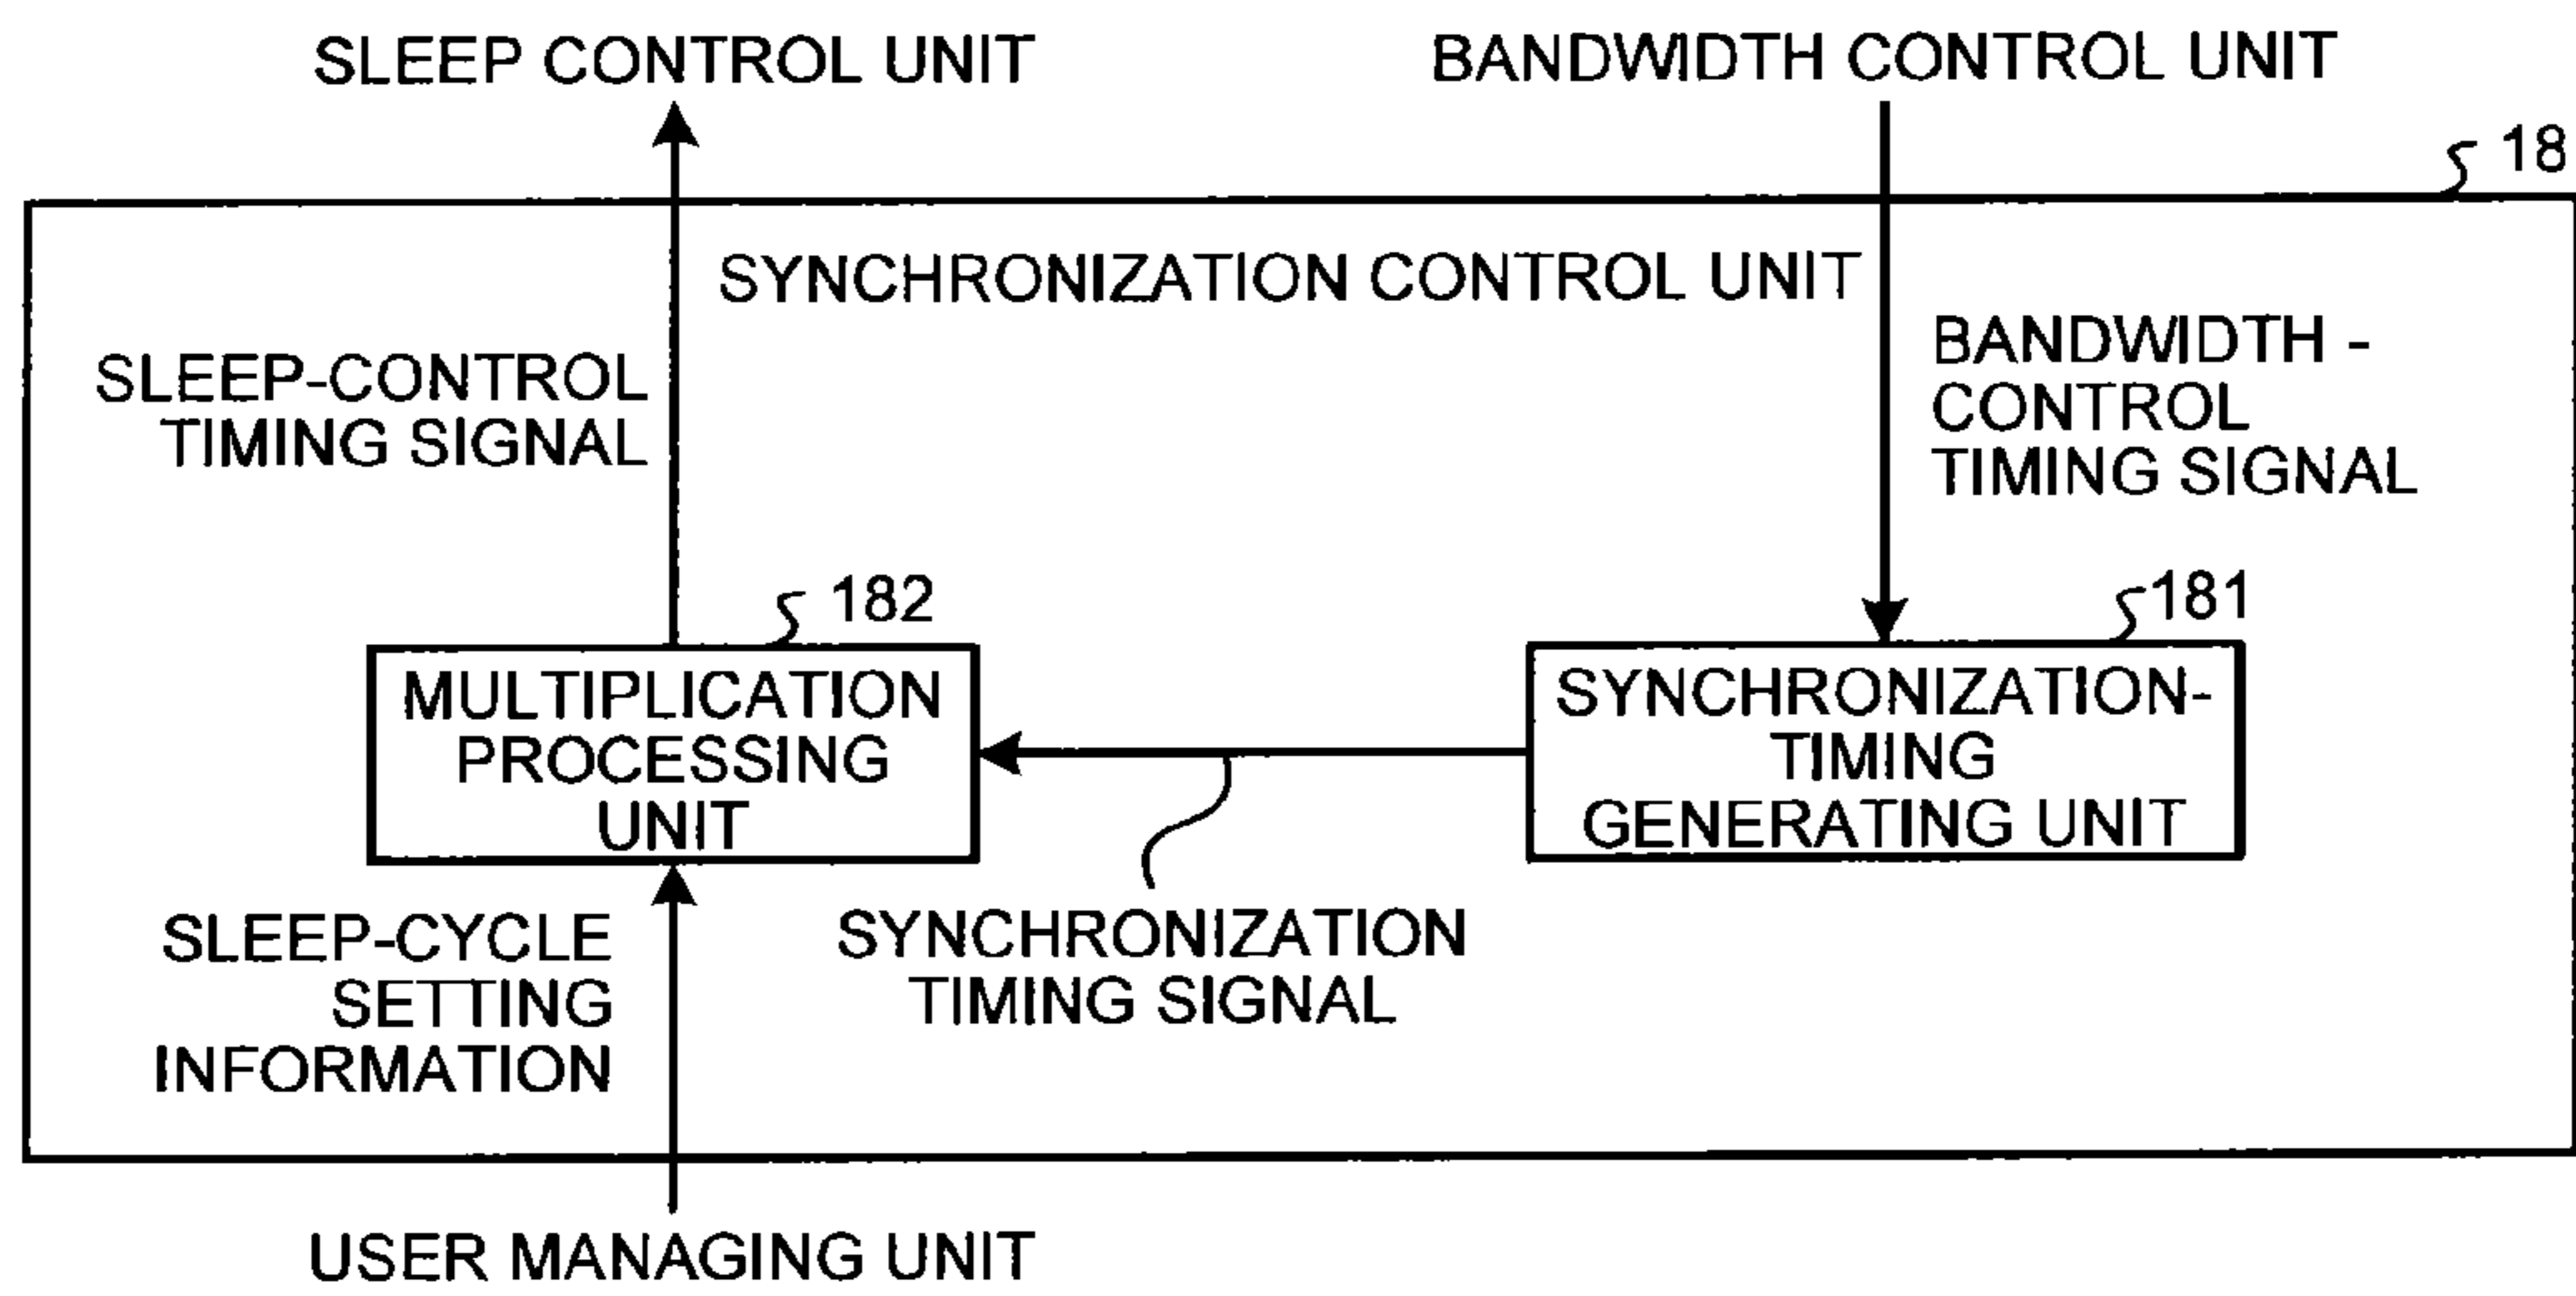 SLEEP CONTROL UNIT
BANDWIDTH CONTROL UNIT
18
SYNCHRONIZATION CONTROL UNIT
SLEEP-CONTROL
TIMING SIGNAL
BANDWIDTH -
CONTROL
TIMING SIGNAL
182
181
MULTIPLICATION
PROCESSING
UNIT
SYNCHRONIZATION-
TIMING
GENERATING UNIT
SLEEP-CYCLE
SETTING
INFORMATION
SYNCHRONIZATION
TIMING SIGNAL
USER MANAGING UNIT